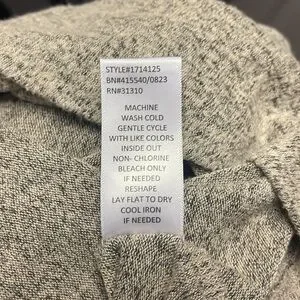 STYLE#1714125
BN#415540/0823
RN#31310
MACHINE
WASH COLD
GENTLE CYCLE
WITH LIKE COLORS
INSIDE OUT
NON- CHLORINE
BLEACH ONLY
IF NEEDED
RESHAPE
LAY FLAT TO DRY
COOL IRON
IF NEEDED